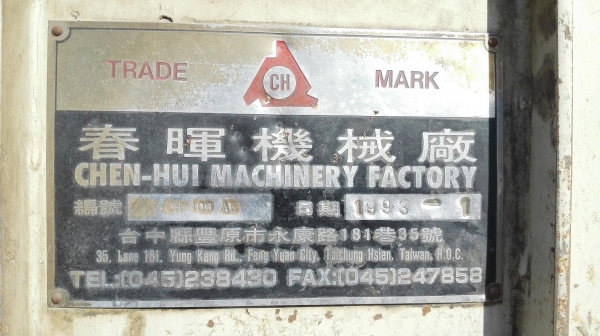 TRADE CH MARK
春暉機械廠
CHEN-HUI MACHINERY FACTORY
編號 日期 1993-1
台中縣豐原市永康路181巷35號
35, Lane 181, Yung Kang Rd., Feng Yuan City, Taichung Hsien, Taiwan, R.O.C.
TEL:(045)238430 FAX:(045)247858